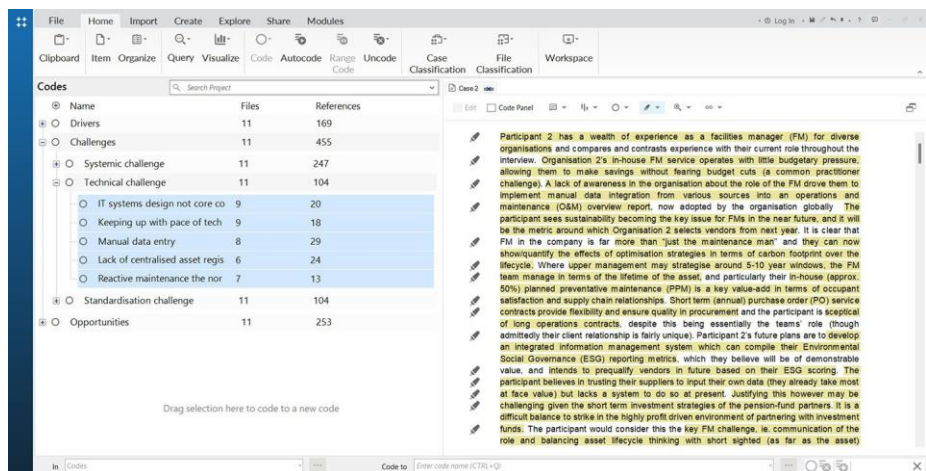 File Home Import Create Explore Share Modules
Log In
Clipboard Item Organize Query Visualize Code Autocode Range Code Uncode Case Classification File Classification Workspace
Codes
Search Project
Name Files References
Drivers 11 169
Challenges 11 455
Systemic challenge 11 247
Technical challenge 11 104
IT systems design not core co 9 20
Keeping up with pace of tech 9 18
Manual data entry 8 29
Lack of centralised asset regis 6 24
Reactive maintenance the nor 7 13
Standardisation challenge 11 104
Opportunities 11 253
Drag selection here to code to a new code
Case 2
Edit Code Panel
Participant 2 has a wealth of experience as a facilities manager (FM) for diverse
organisations and compares and contrasts experience with their current role throughout the
interview. Organisation 2's in-house FM service operates with little budgetary pressure,
allowing them to make savings without fearing budget cuts (a common practitioner
challenge). A lack of awareness in the organisation about the role of the FM drove them to
implement manual data integration from various sources into an operations and
maintenance (O&M) overview report, now adopted by the organisation globally The
participant sees sustainability becoming the key issue for FMs in the near future, and it will
be the metric around which Organisation 2 selects vendors from next year. It is clear that
FM in the company is far more than "just the maintenance man" and they can now
show/quantify the effects of optimisation strategies in terms of carbon footprint over the
lifecycle. Where upper management may strategise around 5-10 year windows, the FM
team manage in terms of the lifetime of the asset, and particularly their in-house (approx.
50%) planned preventative maintenance (PPM) is a key value-add in terms of occupant
satisfaction and supply chain relationships. Short term (annual) purchase order (PO) service
contracts provide flexibility and ensure quality in procurement and the participant is sceptical
of long operations contracts, despite this being essentially the teams' role (though
admittedly their client relationship is fairly unique). Participant 2's future plans are to develop
an integrated information management system which can compile their Environmental
Social Governance (ESG) reporting metrics, which they believe will be of demonstrable
value, and intends to prequalify vendors in future based on their ESG scoring. The
participant believes in trusting their suppliers to input their own data (they already take most
at face value) but lacks a system to do so at present. Justifying this however may be
challenging given the short term investment strategies of the pension-fund partners. It is a
difficult balance to strike in the highly profit driven environment of partnering with investment
funds. The participant would consider this the key FM challenge, ie. communication of the
role and balancing asset lifecycle thinking with short sighted (as far as the asset)
In Codes
Code to Enter code name (CTRL+Q)